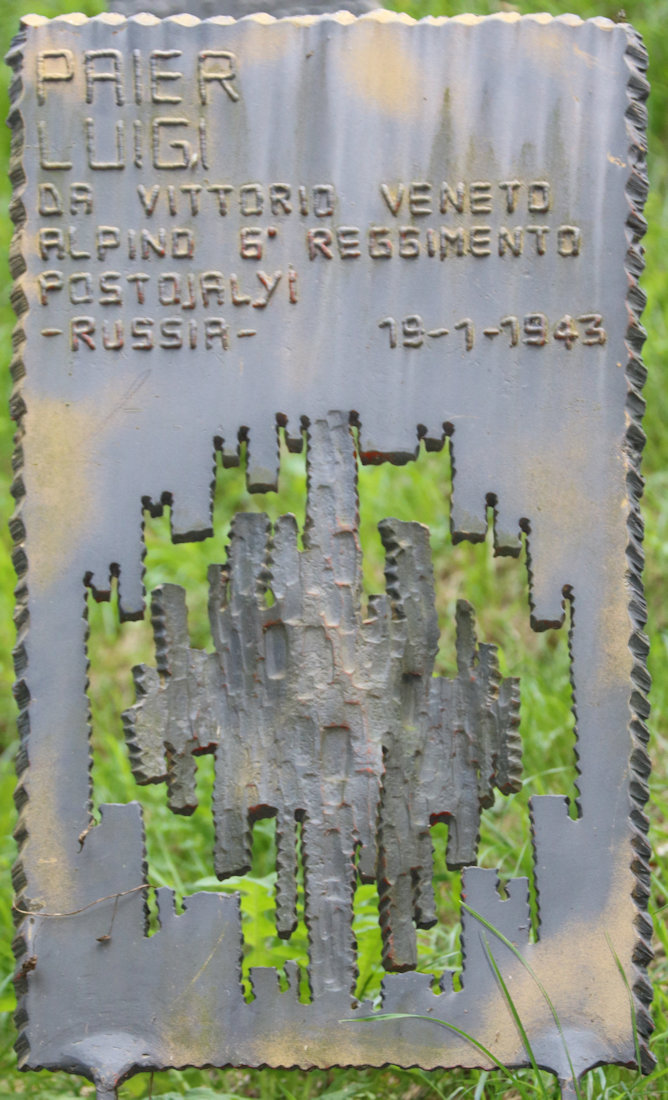 PAIER
LUIGI
DA VITTORIO VENETO
ALPINO 6° REGGIMENTO
POSTOJALYI
-RUSSIA- 19-1-1943